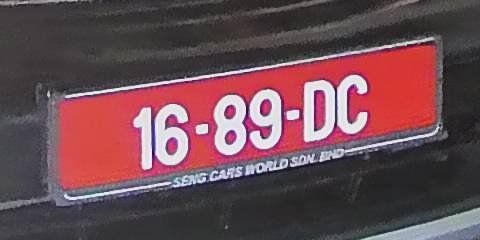 16-89-DC
SENG CARS WORLD SDN. BHD